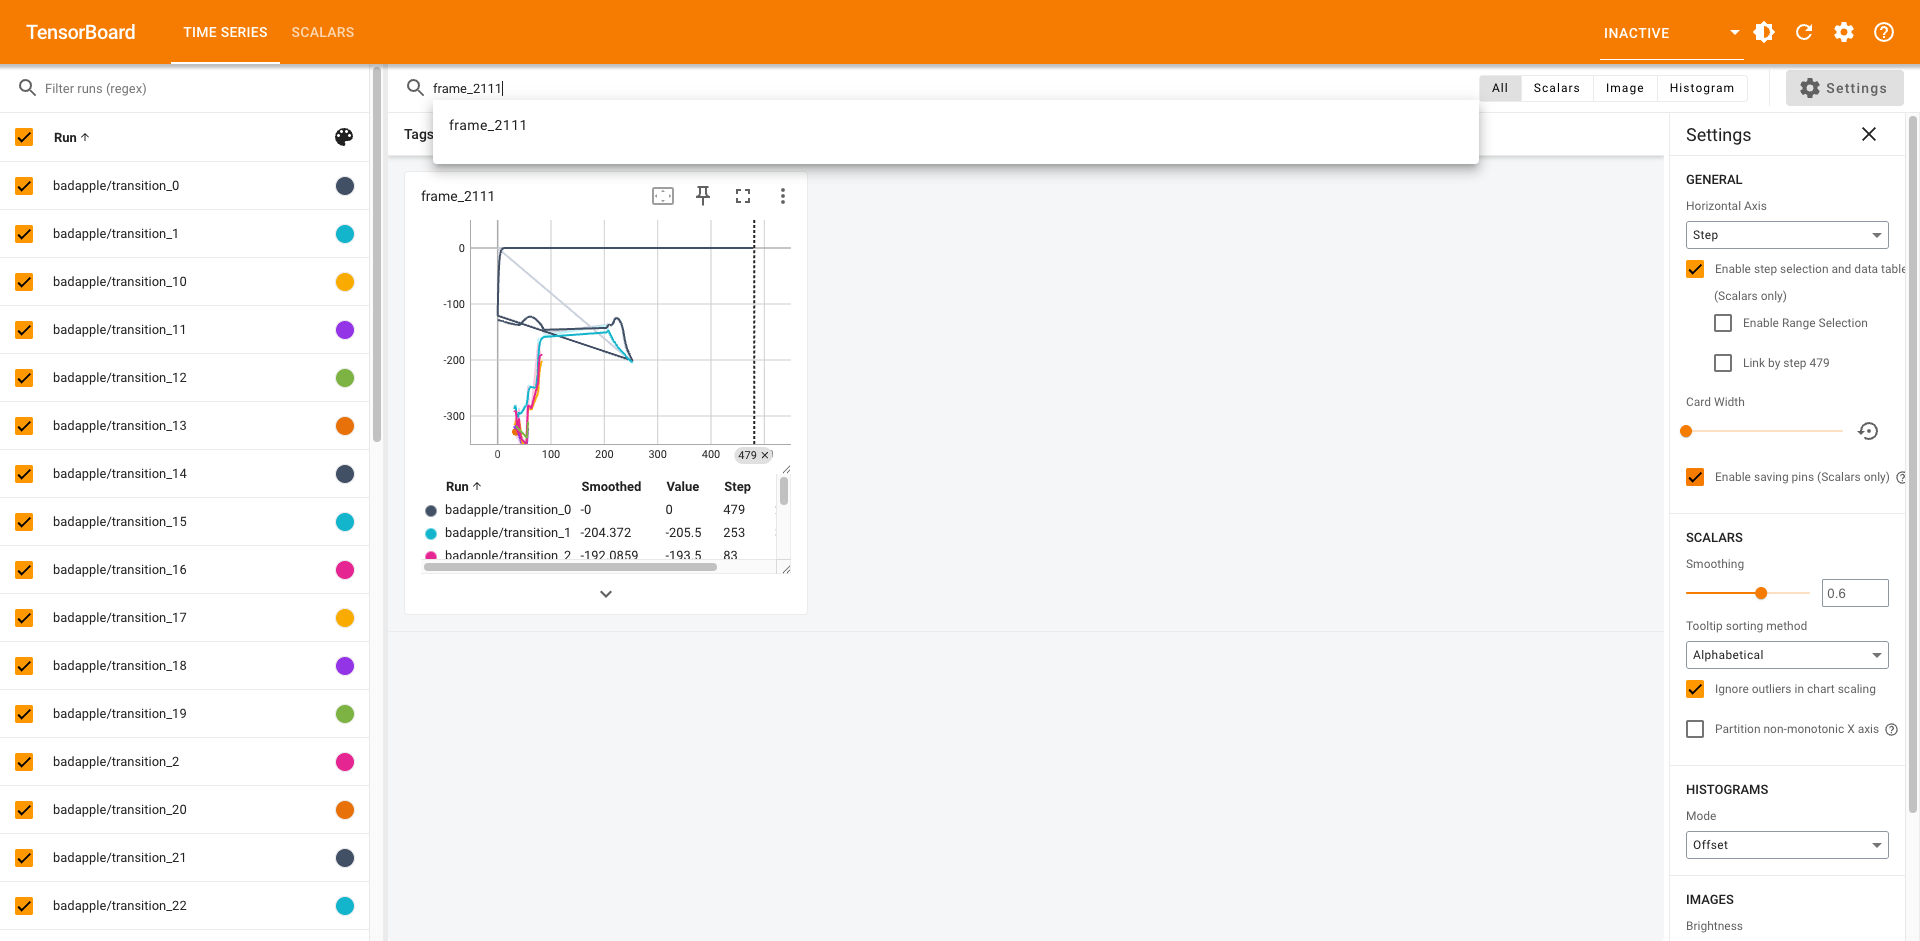 TensorBoard
TIME SERIES
SCALARS
INACTIVE
Filter runs (regex)
frame_2111
All
Scalars
Image
Histogram
Settings
frame_2111
Run
Tags
Settings
badapple/transition_0
badapple/transition_1
badapple/transition_10
badapple/transition_11
badapple/transition_12
badapple/transition_13
badapple/transition_14
badapple/transition_15
badapple/transition_16
badapple/transition_17
badapple/transition_18
badapple/transition_19
badapple/transition_2
badapple/transition_20
badapple/transition_21
badapple/transition_22
frame_2111
0
-100
-200
-300
0 100 200 300 400 479
Run Smoothed Value Step
badapple/transition_0 -0 0 479
badapple/transition_1 -204.372 -205.5 253
badapple/transition_2 -192.0859 -193.5 83
GENERAL
Horizontal Axis
Step
Enable step selection and data table
(Scalars only)
Enable Range Selection
Link by step 479
Card Width
Enable saving pins (Scalars only)
SCALARS
Smoothing
0.6
Tooltip sorting method
Alphabetical
Ignore outliers in chart scaling
Partition non-monotonic X axis
HISTOGRAMS
Mode
Offset
IMAGES
Brightness